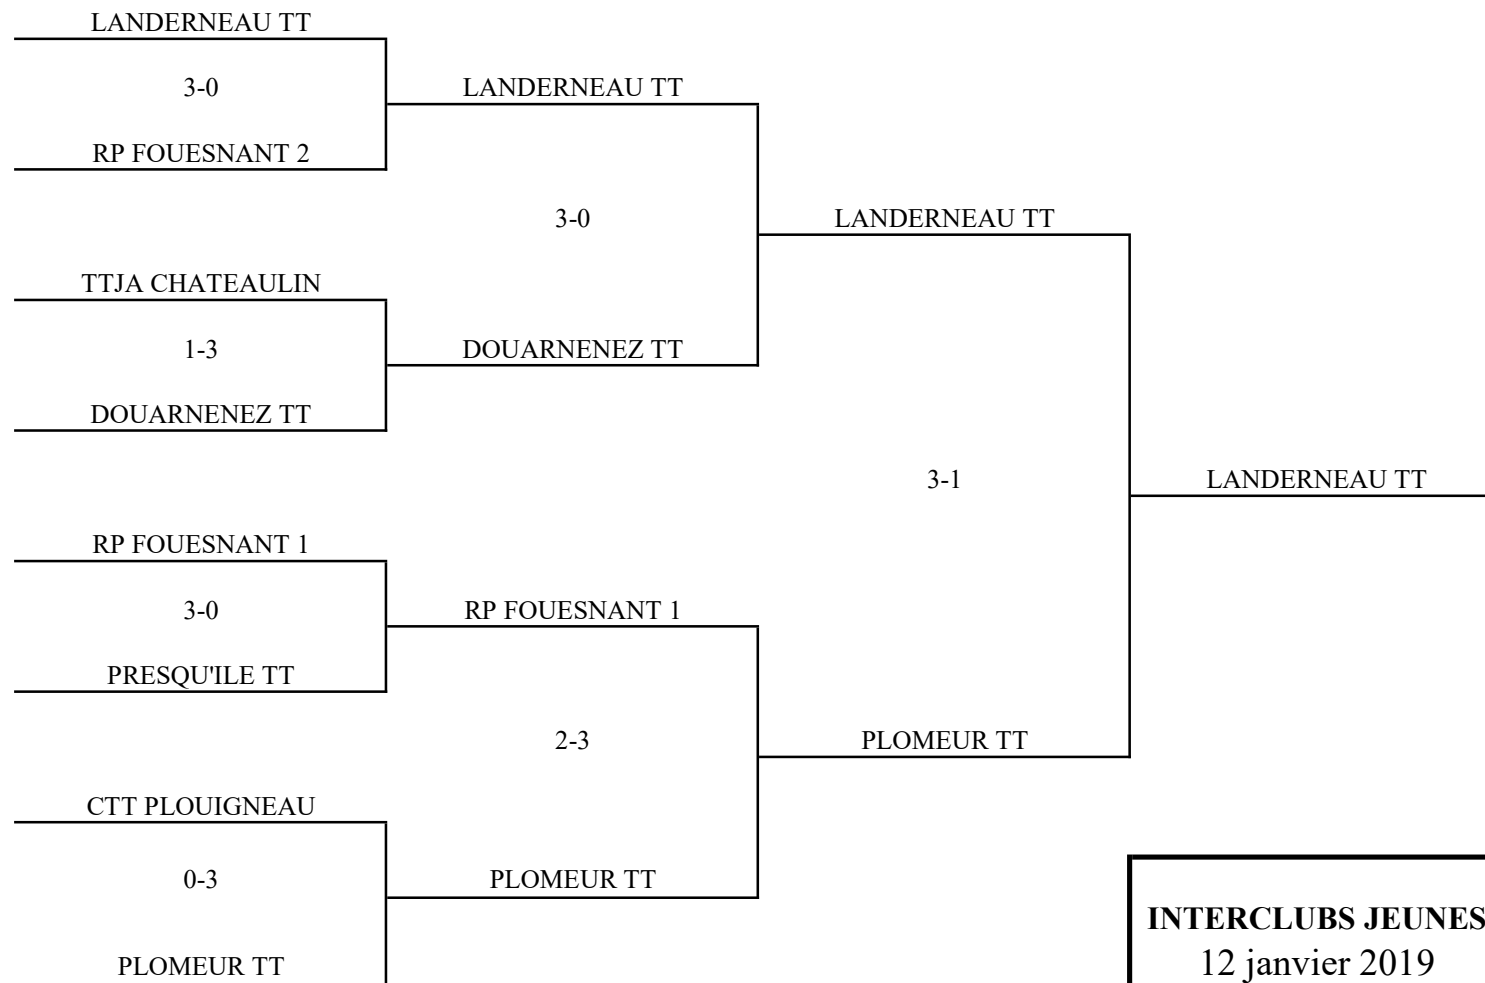 LANDERNEAU TT
3-0
LANDERNEAU TT
RP FOUESNANT 2
3-0
LANDERNEAU TT
TTJA CHATEAULIN
1-3
DOUARNENEZ TT
DOUARNENEZ TT
3-1
LANDERNEAU TT
RP FOUESNANT 1
3-0
RP FOUESNANT 1
PRESQU'ILE TT
2-3
PLOMEUR TT
CTT PLOUIGNEAU
0-3
PLOMEUR TT
PLOMEUR TT
INTERCLUBS JEUNES
12 janvier 2019